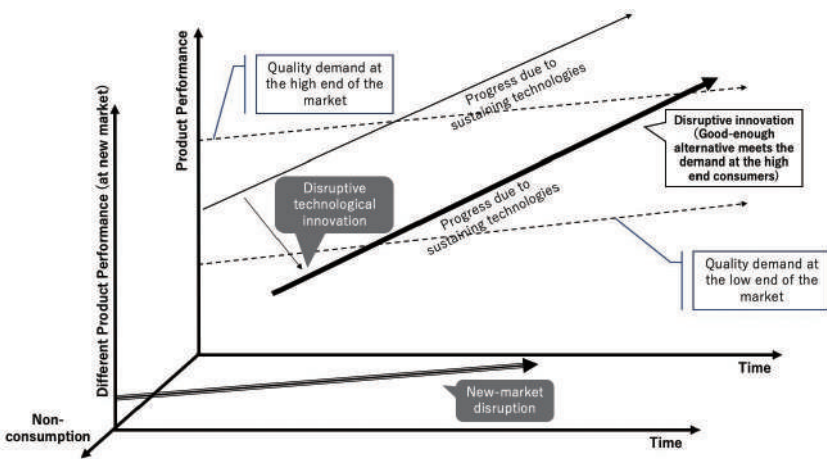 Different Product Performance (at new market)
Product Performance
Quality demand at
the high end of the
market
Progress due to
sustaining technologies
Disruptive innovation
(Good-enough
alternative meets the
demand at the high
end consumers)
Disruptive
technological
innovation
Progress due to
sustaining technologies
Quality demand at
the low end of the
market
Time
New-market
disruption
Non-
consumption
Time